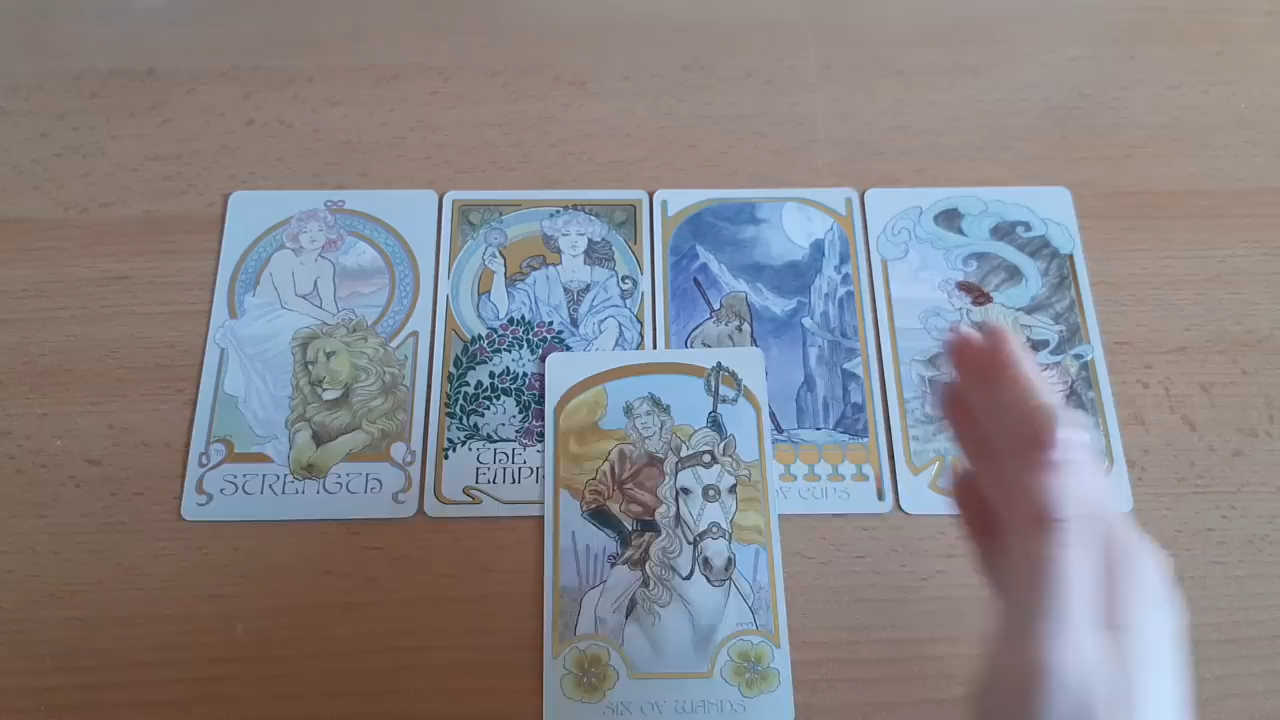 STRENGTH
THE
EMPR
OF CUPS
SIX OF WANDS